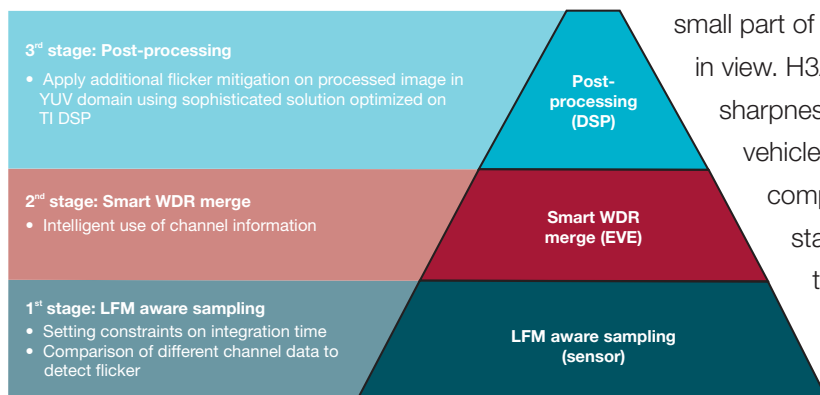 3rd stage: Post-processing
• Apply additional flicker mitigation on processed image in
YUV domain using sophisticated solution optimized on
TI DSP
Post-
processing
(DSP)
2nd stage: Smart WDR merge
• Intelligent use of channel information
Smart WDR
merge (EVE)
1st stage: LFM aware sampling
• Setting constraints on integration time
• Comparison of different channel data to
detect flicker
LFM aware sampling
(sensor)
small part of
in view.
sharpnes
vehicle
comp
sta
t